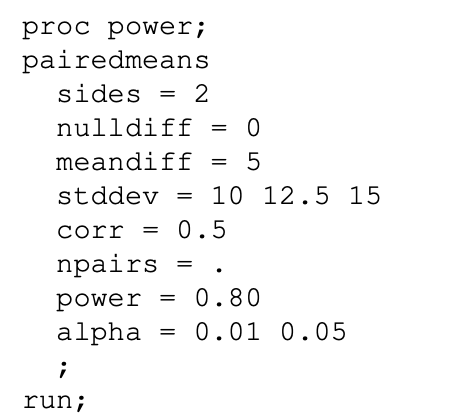 proc power;
pairedmeans
sides = 2
nulldiff = 0
meandiff = 5
stddev = 10 12.5 15
corr = 0.5
npairs = .
power = 0.80
alpha = 0.01 0.05
;
run;